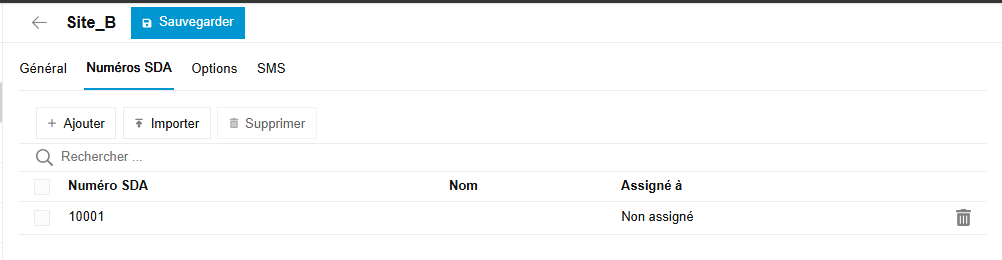 Site_B Sauvegarder
Général Numéros SDA Options SMS
Ajouter Importer Supprimer
Rechercher ...
Numéro SDA Nom Assigné à
10001 Non assigné